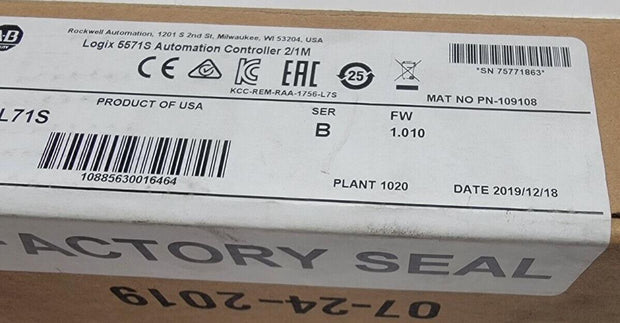 A-B
Rockwell Automation, 1201 S 2nd St, Milwaukee, WI 53204, USA
Logix 5571S Automation Controller 2/1M
*SN 75771863*
CE
EAC
25
KCC-REM-RAA-1756-L7S
MAT NO PN-109108
L71S
PRODUCT OF USA
SER
B
FW
1.010
10885630016464
PLANT 1020
DATE 2019/12/18
FACTORY SEAL
07-24-2019